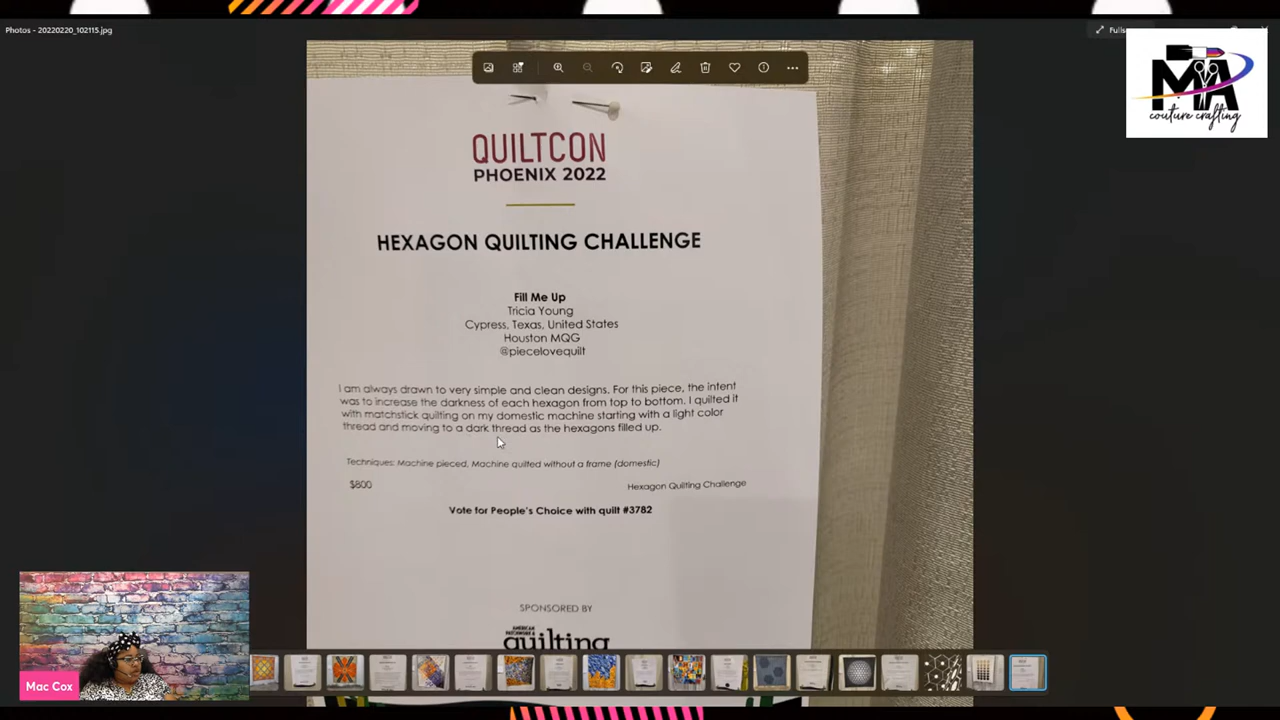 Photos - 20220220_102115.jpg
MA
couture crafting
QUILTCON
PHOENIX 2022
HEXAGON QUILTING CHALLENGE
Fill Me Up
Tricia Young
Cypress, Texas, United States
Houston MQG
@piecelovequilt
I am always drawn to very simple and clean designs. For this piece, the intent
was to increase the darkness of each hexagon from top to bottom. I quilted it
with matchstick quilting on my domestic machine starting with a light color
thread and moving to a dark thread as the hexagons filled up.
Techniques: Machine pieced, Machine quilted without a frame (domestic)
$800
Hexagon Quilting Challenge
Vote for People's Choice with quilt #3782
SPONSORED BY
AMERICAN
PATCHWORK &
quilting
Mac Cox